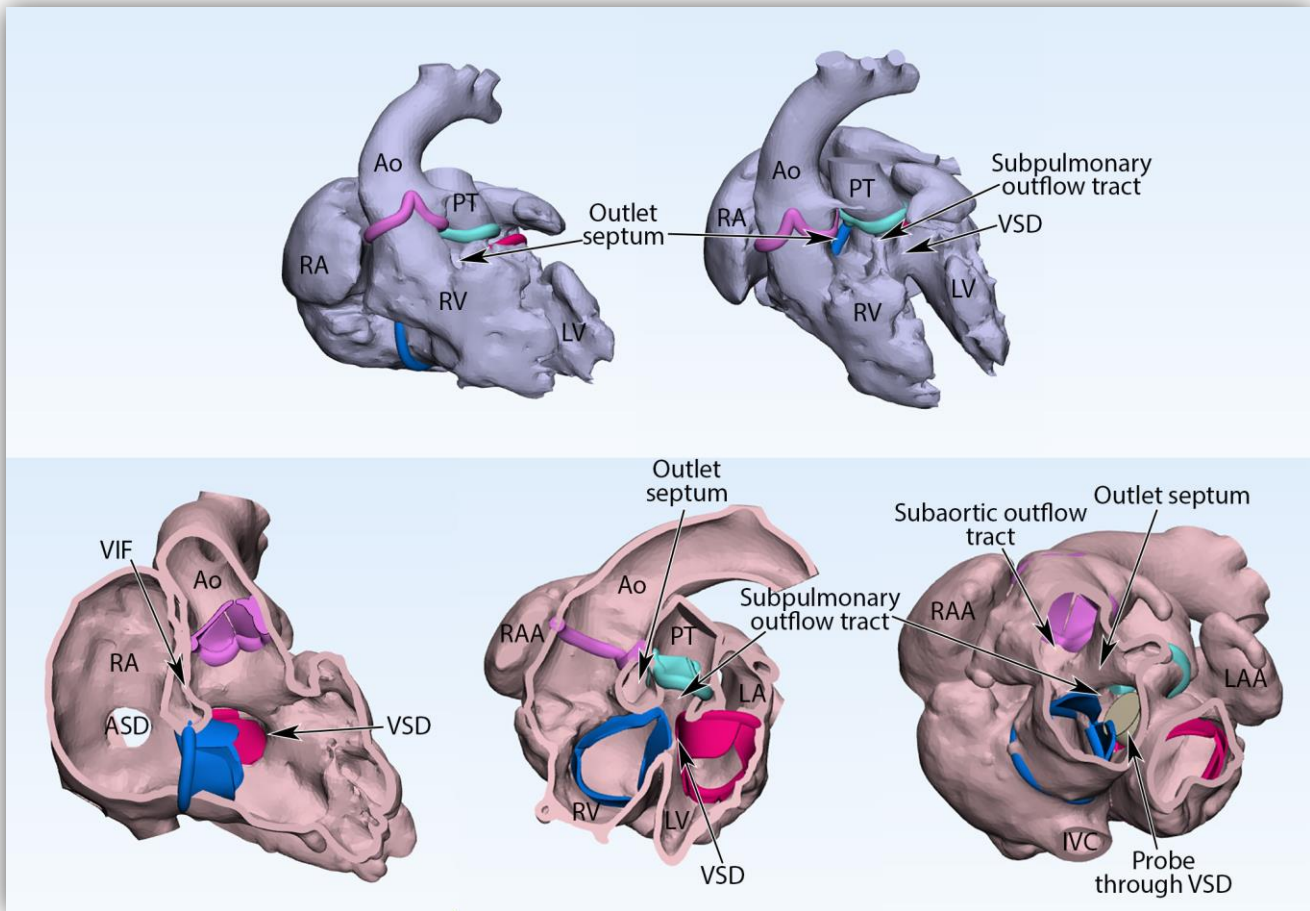 Ao
PT
RA
Outlet
septum
RV
LV
Ao
PT
Subpulmonary
outflow tract
RA
VSD
RV
LV
VIF
Ao
RA
ASD
VSD
Outlet
septum
Ao
Subpulmonary
outflow tract
RAA
PT
LA
RV
LV
VSD
Subaortic outflow
tract
Outlet septum
RAA
LAA
IVC
Probe
through VSD